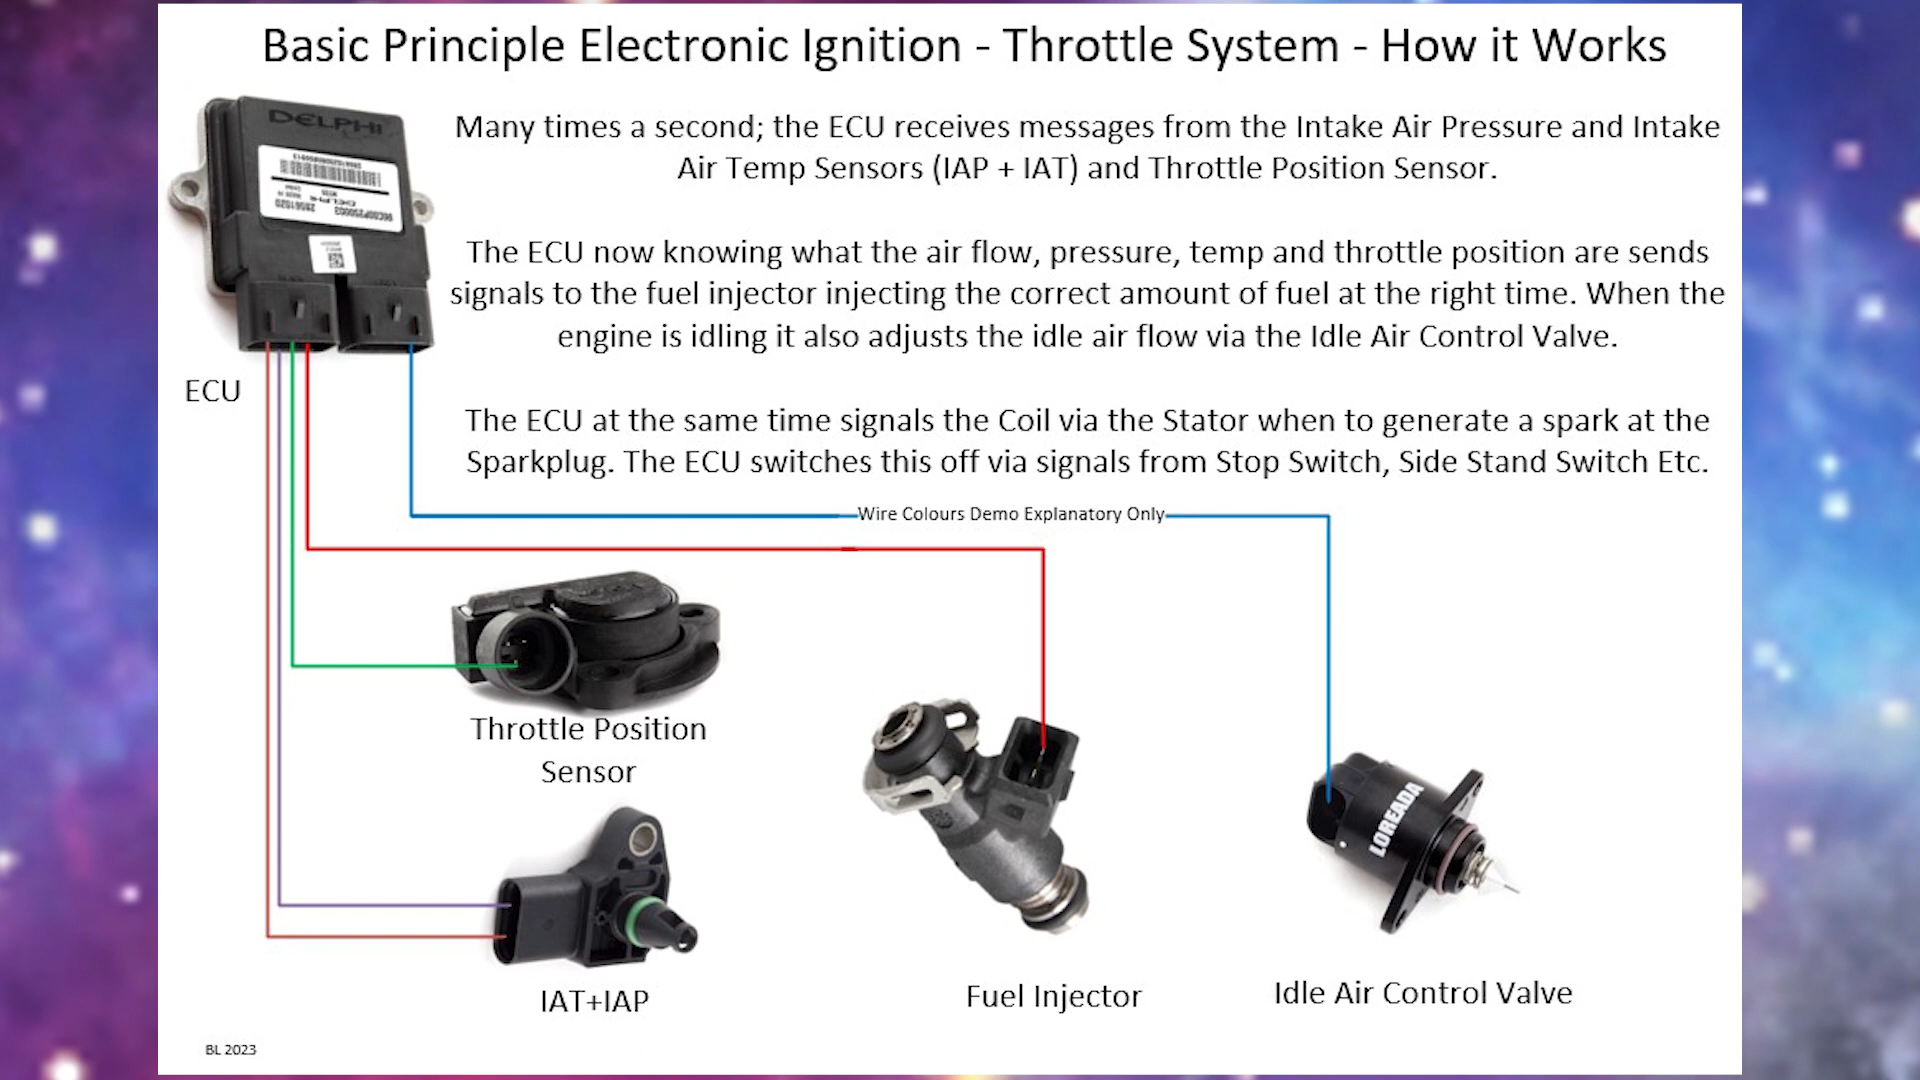 Basic Principle Electronic Ignition - Throttle System - How it Works
DELPHI
Many times a second; the ECU receives messages from the Intake Air Pressure and Intake
Air Temp Sensors (IAP + IAT) and Throttle Position Sensor.
The ECU now knowing what the air flow, pressure, temp and throttle position are sends
signals to the fuel injector injecting the correct amount of fuel at the right time. When the
engine is idling it also adjusts the idle air flow via the Idle Air Control Valve.
ECU
The ECU at the same time signals the Coil via the Stator when to generate a spark at the
Sparkplug. The ECU switches this off via signals from Stop Switch, Side Stand Switch Etc.
Wire Colours Demo Explanatory Only
Throttle Position
Sensor
LOREADA
IAT+IAP
Fuel Injector
Idle Air Control Valve
BL 2023